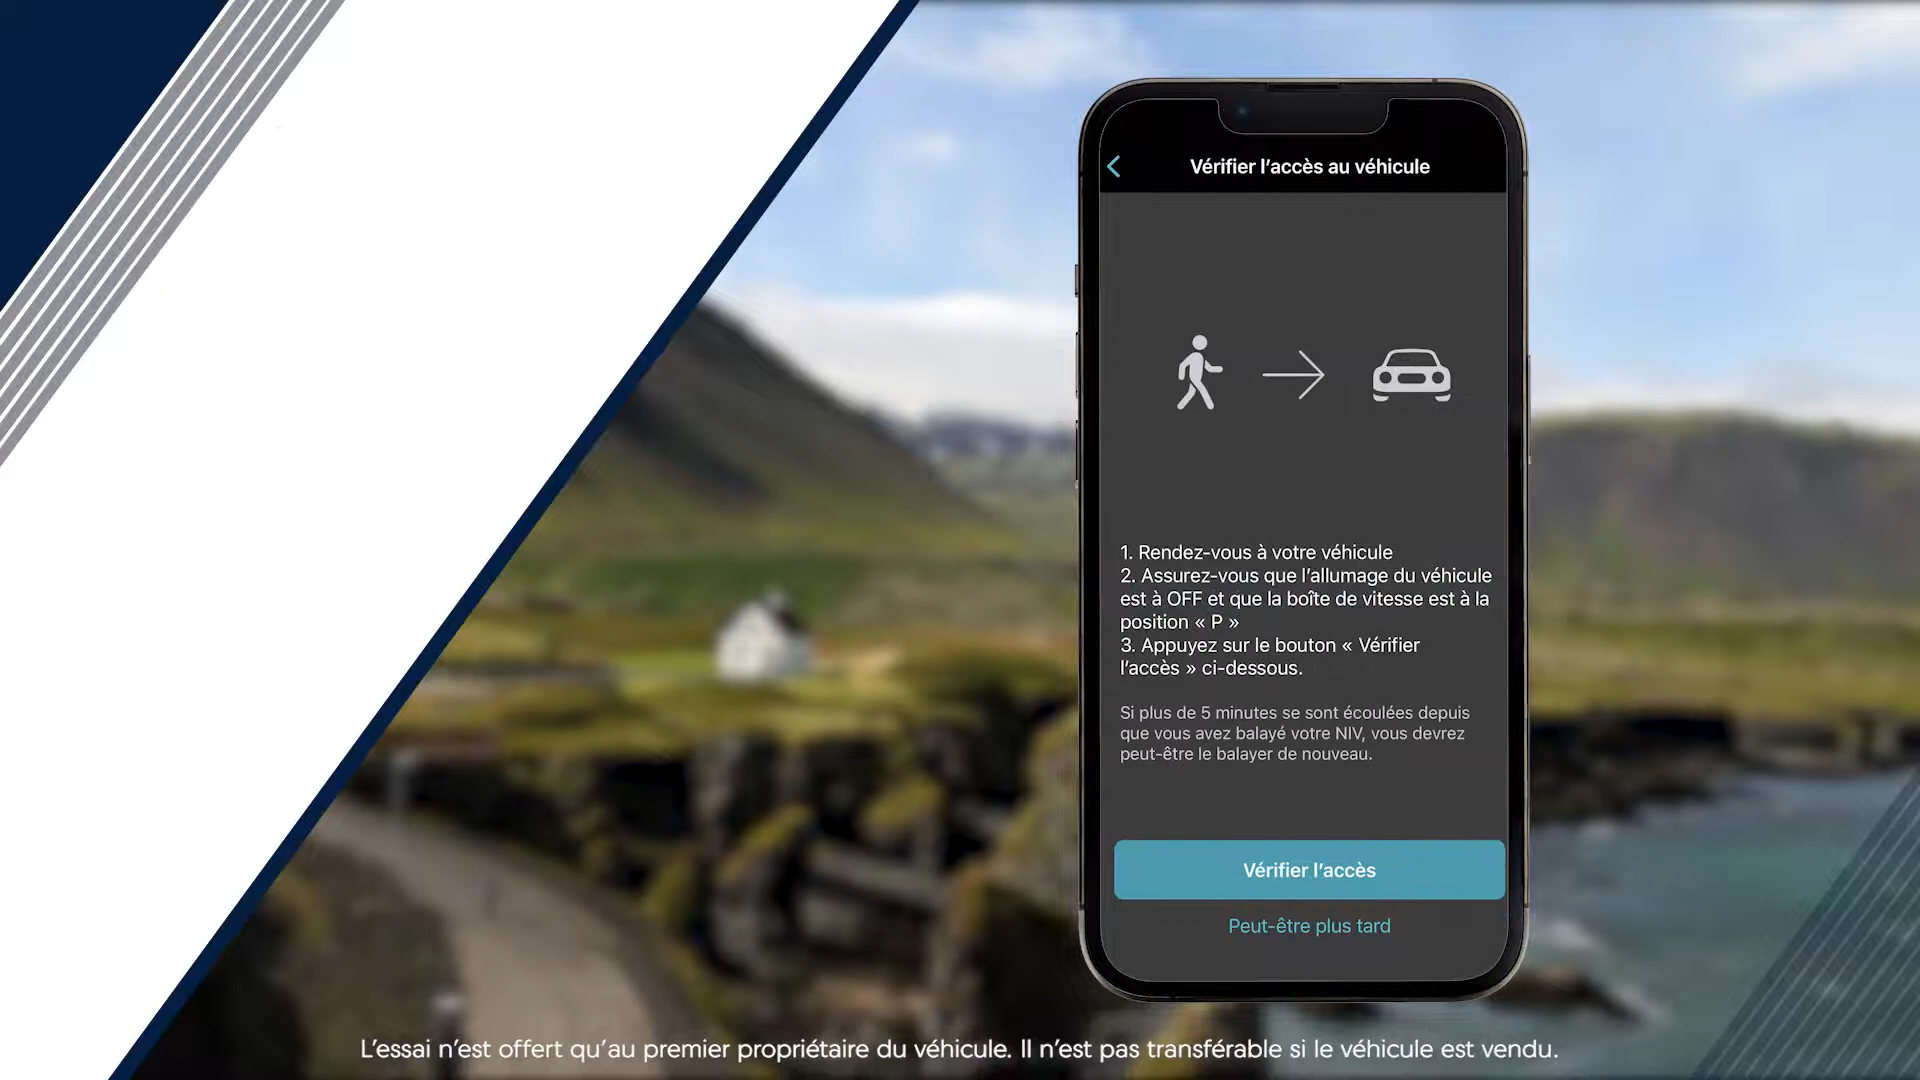 Vérifier l'accès au véhicule
1. Rendez-vous à votre véhicule
2. Assurez-vous que l'allumage du véhicule
est à OFF et que la boîte de vitesse est à la
position « P »
3. Appuyez sur le bouton « Vérifier
l'accès » ci-dessous.
Si plus de 5 minutes se sont écoulées depuis
que vous avez balayé votre NIV, vous devrez
peut-être le balayer de nouveau.
Vérifier l'accès
Peut-être plus tard
L'essai n'est offert qu'au premier propriétaire du véhicule. Il n'est pas transférable si le véhicule est vendu.